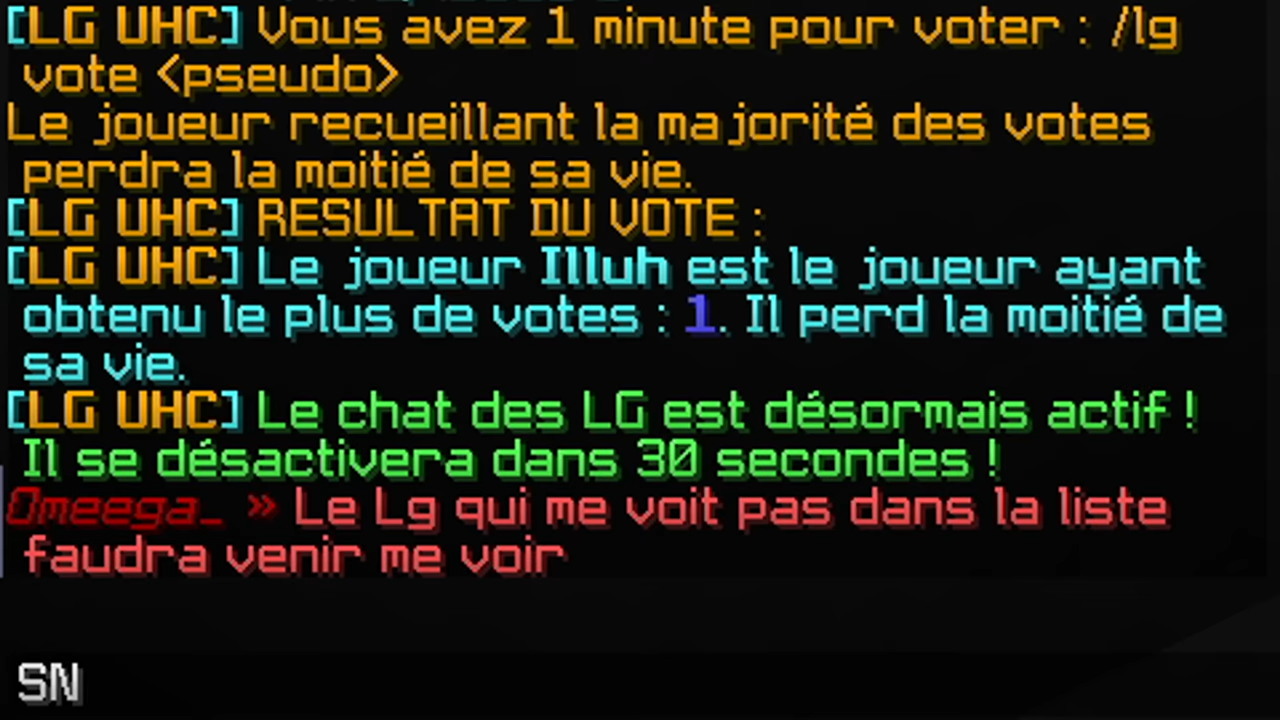 [LG UHC] Vous avez 1 minute pour voter : /lg
vote <pseudo>
Le joueur recueillant la majorité des votes
perdra la moitié de sa vie.
[LG UHC] RESULTAT DU VOTE :
[LG UHC] Le joueur Illuh est le joueur ayant
obtenu le plus de votes : 1. Il perd la moitié de
sa vie.
[LG UHC] Le chat des LG est désormais actif !
Il se désactivera dans 30 secondes !
Omeega_ » Le Lg qui me voit pas dans la liste
faudra venir me voir
SN